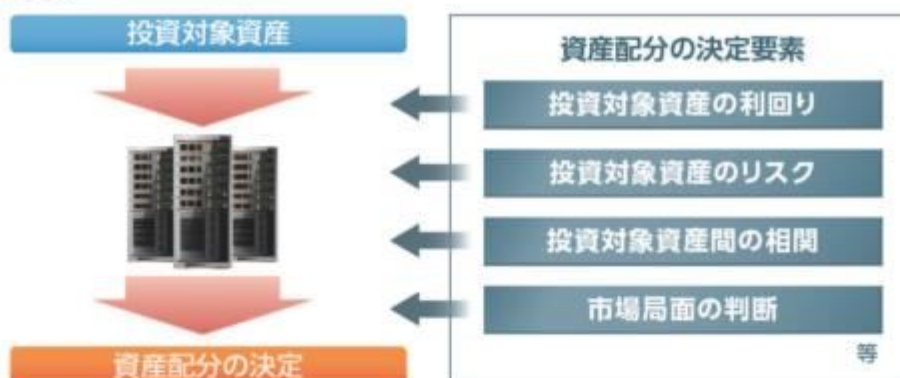 投資対象資産
資産配分の決定要素
投資対象資産の利回り
投資対象資産のリスク
投資対象資産間の相関
市場局面の判断
等
資産配分の決定